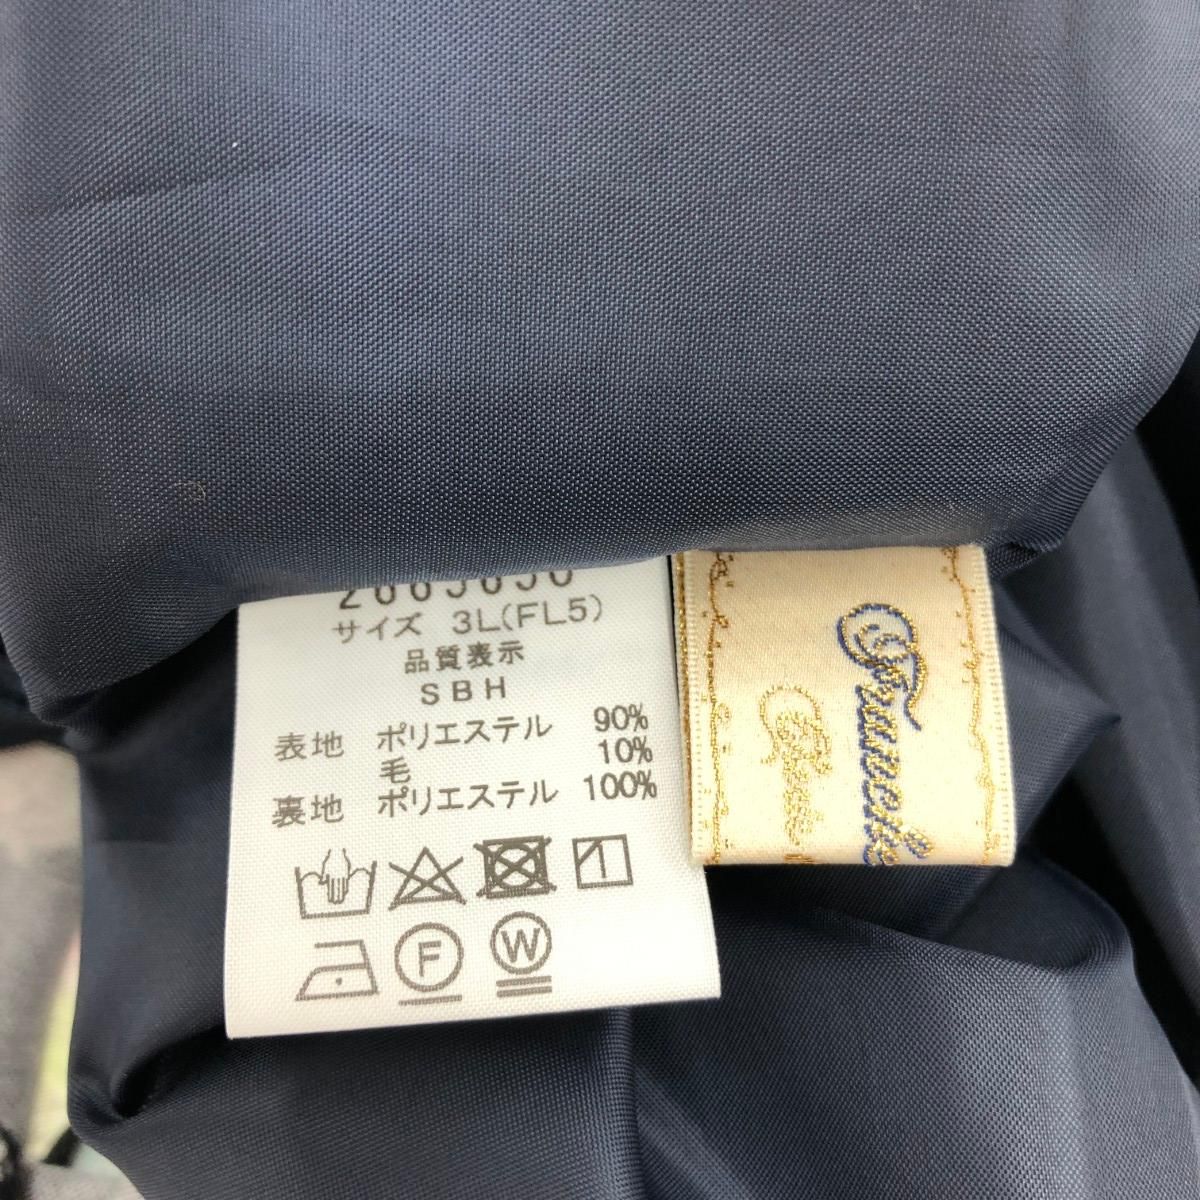 サイズ 3L(FL5)
品質表示
SBH
表地 ポリエステル 90%
毛 10%
裏地 ポリエステル 100%
F W